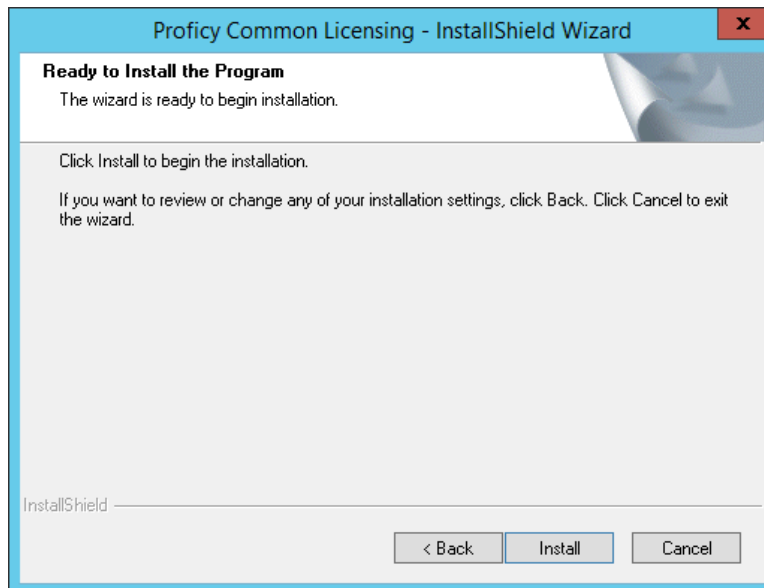 Proficy Common Licensing - InstallShield Wizard
x
Ready to Install the Program
The wizard is ready to begin installation.
Click Install to begin the installation.
If you want to review or change any of your installation settings, click Back. Click Cancel to exit
the wizard.
InstallShield
< Back
Install
Cancel